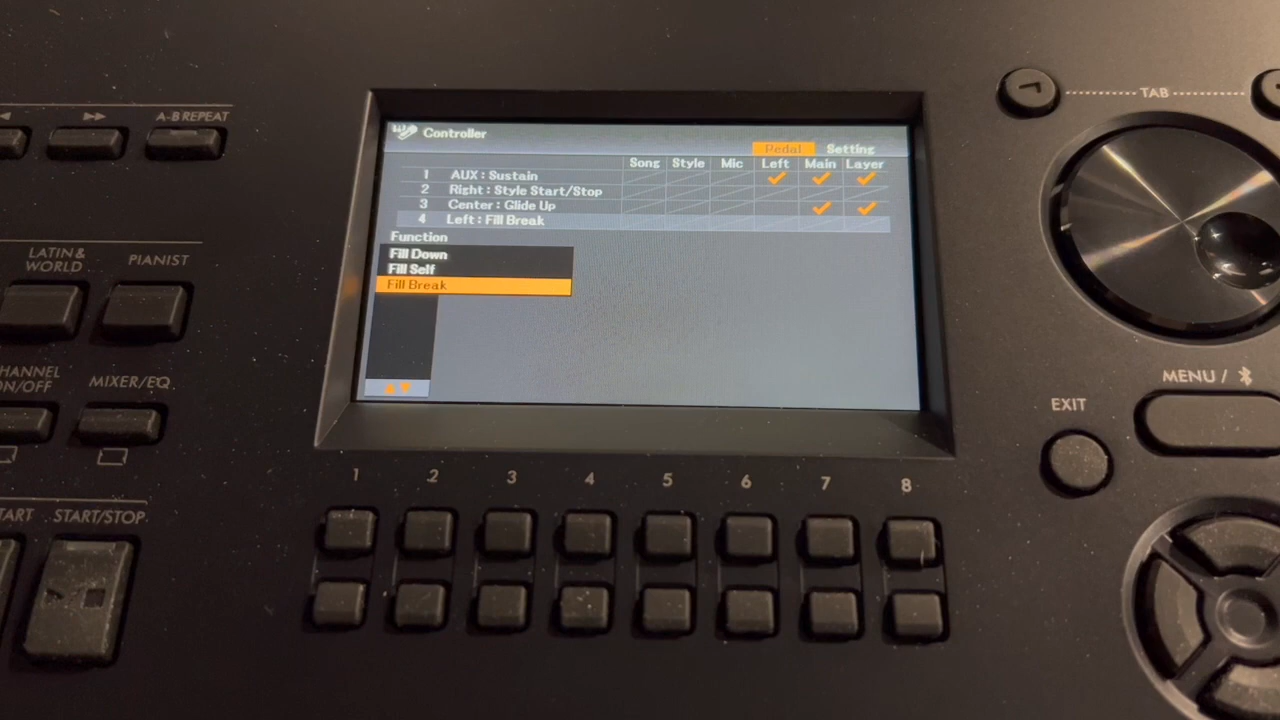 A-B REPEAT
TAB
Controller
Pedal Setting
Song Style Mic Left Main Layer
1 AUX : Sustain
2 Right : Style Start/Stop
3 Center : Glide Up
4 Left : Fill Break
Function
Fill Down
Fill Self
Fill Break
LATIN &
WORLD
PIANIST
HANNEL
N/OFF
MIXER/EQ
MENU /
EXIT
1 2 3 4 5 6 7 8
TART
START/STOP